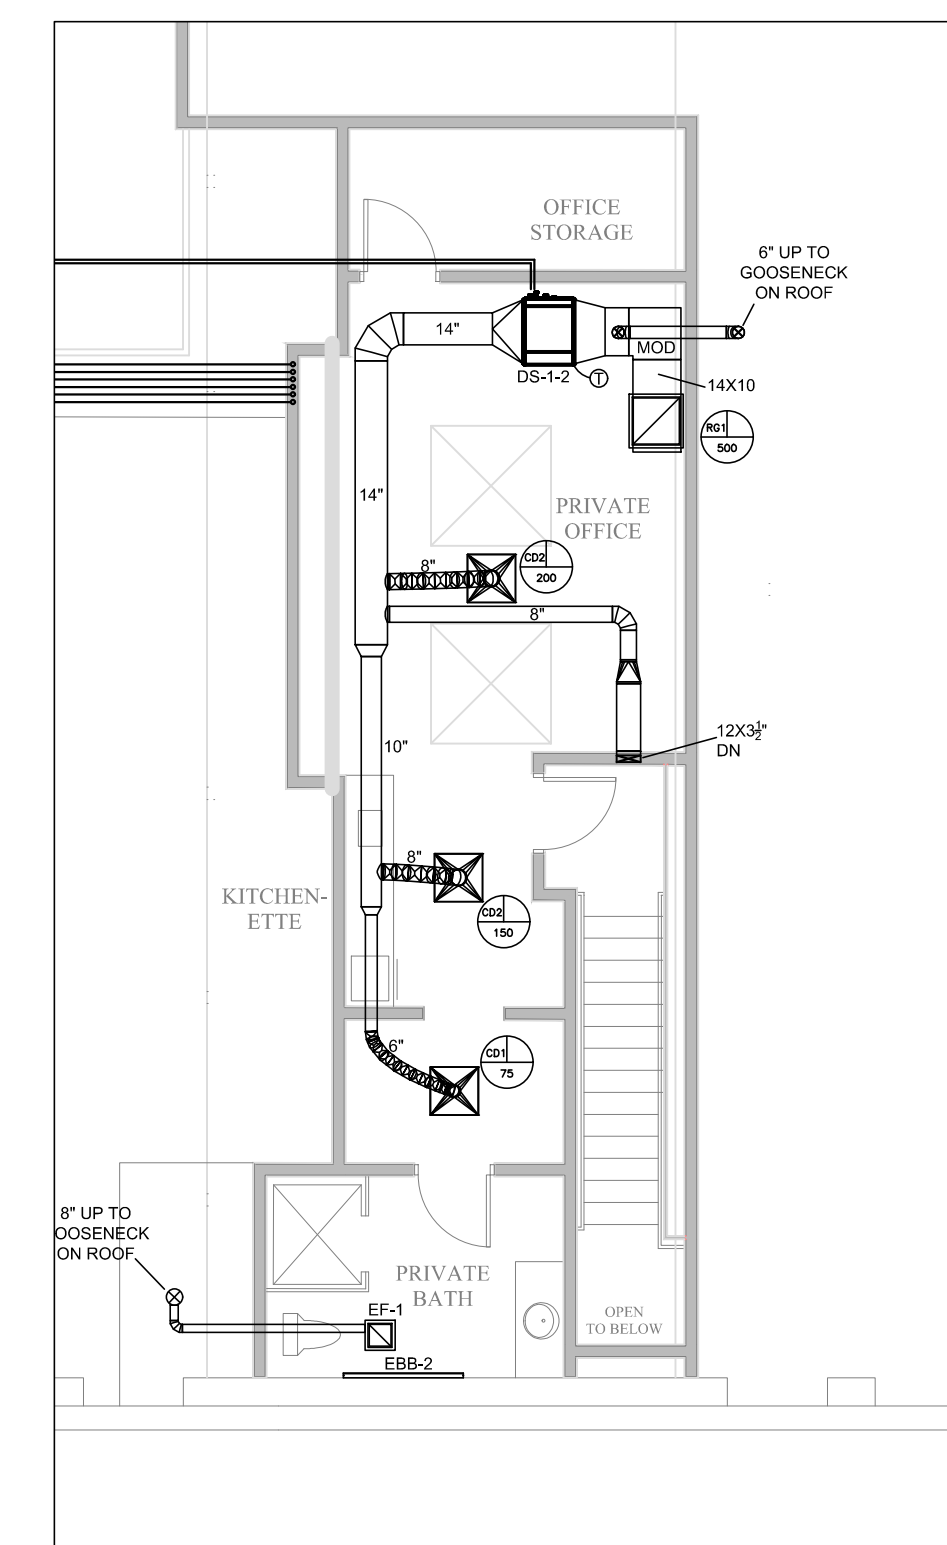 OFFICE
STORAGE
6" UP TO
GOOSENECK
ON ROOF
14"
MOD
DS-1-2
T
14X10
RG1
500
14"
PRIVATE
OFFICE
8"
CD2
200
8"
12X3½"
DN
10"
8"
KITCHEN-
ETTE
CD2
150
6"
CD1
75
8" UP TO
OOSENECK
ON ROOF
PRIVATE
BATH
EF-1
OPEN
TO BELOW
EBB-2